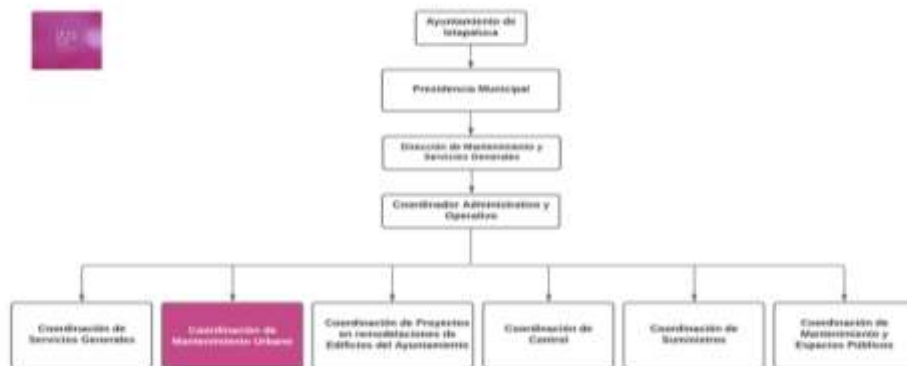 Ayuntamiento de
Ixtapaluca
Presidencia Municipal
Dirección de Mantenimiento y
Servicios Generales
Coordinador Administrativo y
Operativo
Coordinación de
Servicios Generales
Coordinación de
Mantenimiento Urbano
Coordinación de Proyectos
en remodelaciones de
Edificios del Ayuntamiento
Coordinación de
Control
Coordinación de
Suministros
Coordinación de
Mantenimiento y
Espacios Públicos